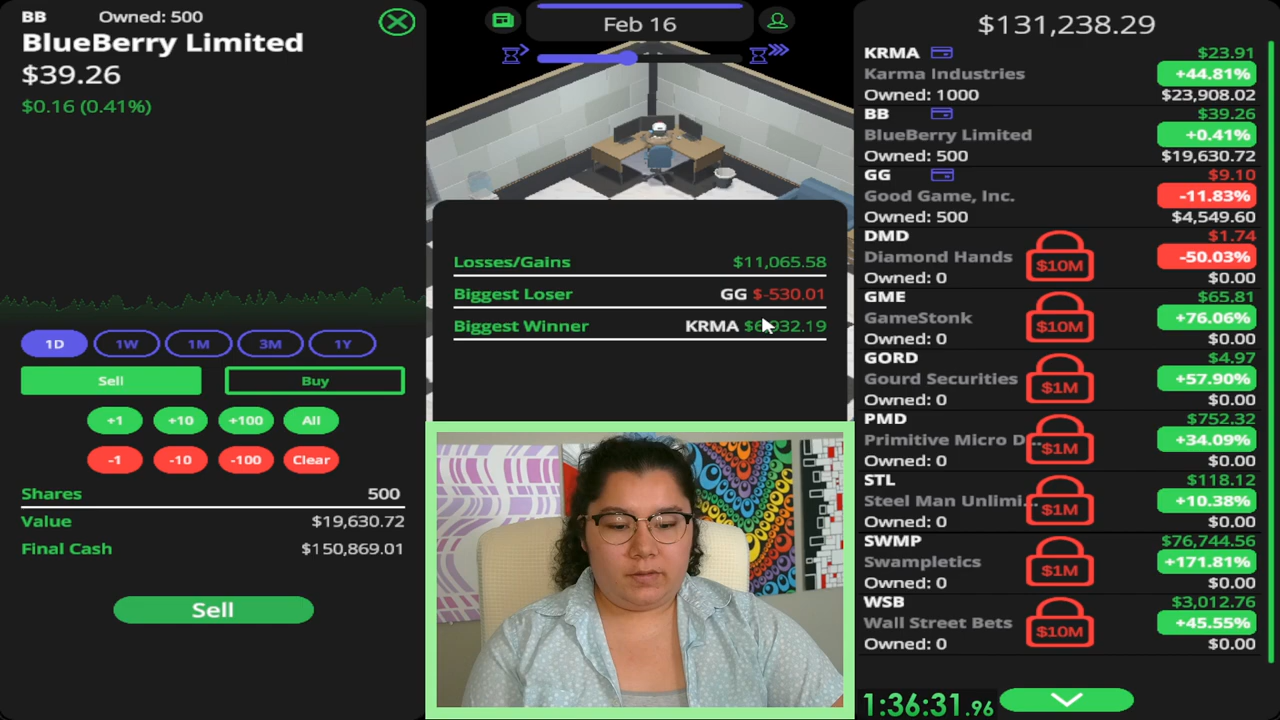 BB Owned: 500
BlueBerry Limited
$39.26
$0.16 (0.41%)
1D 1W 1M 3M 1Y
Sell Buy
+1 +10 +100 All
-1 -10 -100 Clear
Shares 500
Value $19,630.72
Final Cash $150,869.01
Sell
Feb 16
Losses/Gains $11,065.58
Biggest Loser GG $-530.01
Biggest Winner KRMA
$131,238.29
KRMA $23.91
Karma Industries +44.81%
Owned: 1000 $23,908.02
BB $39.26
BlueBerry Limited +0.41%
Owned: 500 $19,630.72
GG $9.10
Good Game, Inc. -11.83%
Owned: 500 $4,549.60
DMD $1.74
Diamond Hands $10M -50.03%
Owned: 0 $0.00
GME $65.81
GameStonk $10M +76.06%
Owned: 0 $0.00
GORD $4.97
Gourd Securities $1M +57.90%
Owned: 0 $0.00
PMD $752.32
Primitive Micro D... $1M +34.09%
Owned: 0 $0.00
STL $118.12
Steel Man Unlimi... $1M +10.38%
Owned: 0 $0.00
SWMP $76,744.56
Swampletics $1M +171.81%
Owned: 0 $0.00
WSB $3,012.76
Wall Street Bets $10M +45.55%
Owned: 0 $0.00
1:36:31.96